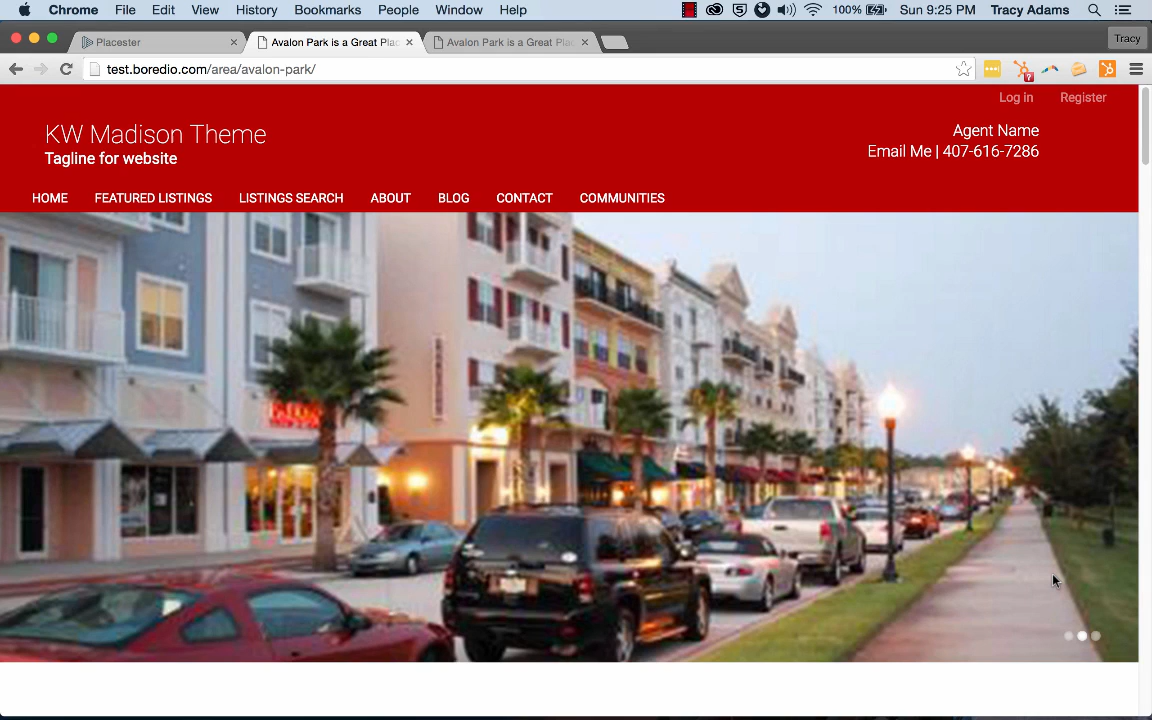 Chrome File Edit View History Bookmarks People Window Help 100% Sun 9:25 PM Tracy Adams
Placester Avalon Park is a Great Plac Avalon Park is a Great Plac Tracy
test.boredio.com/area/avalon-park/
Log in Register
KW Madison Theme
Tagline for website
Agent Name
Email Me | 407-616-7286
HOME FEATURED LISTINGS LISTINGS SEARCH ABOUT BLOG CONTACT COMMUNITIES